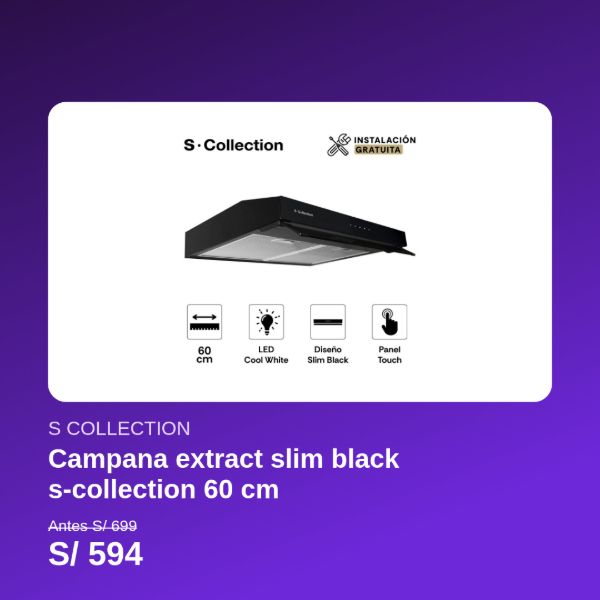 S·Collection
INSTALACIÓN
GRATUITA
S·Collection
60
cm
LED
Cool White
Diseño
Slim Black
Panel
Touch
S COLLECTION
Campana extract slim black
s-collection 60 cm
Antes S/ 699
S/ 594